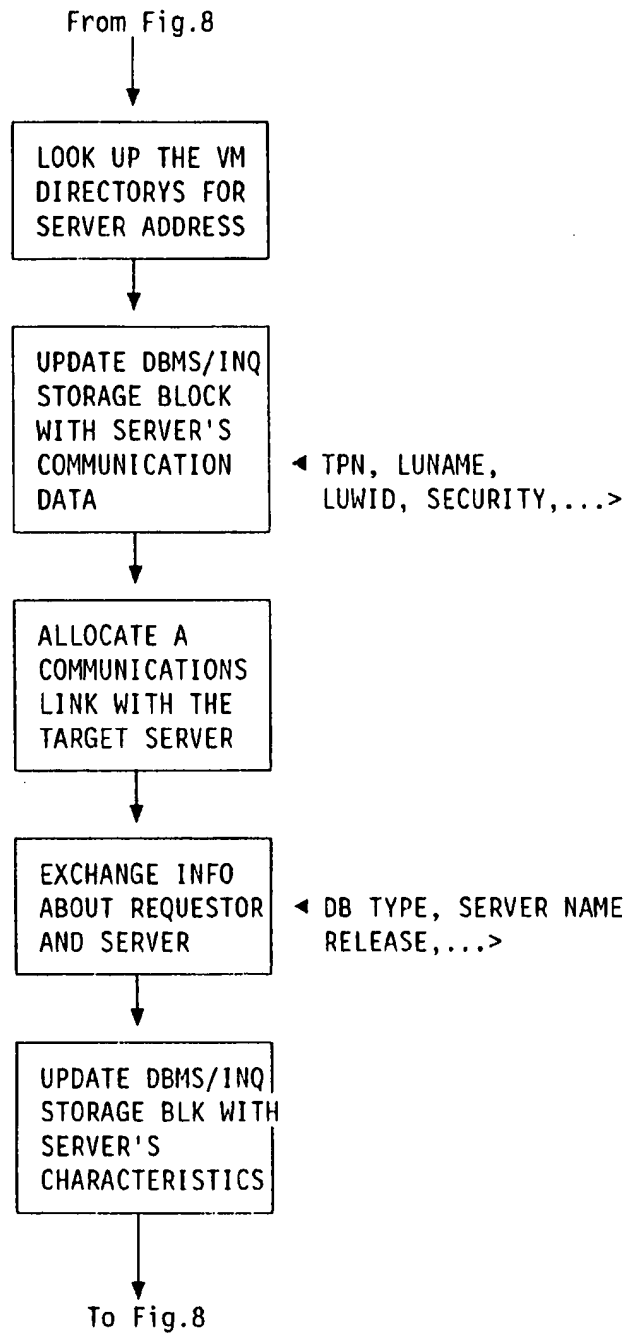 From Fig.8
LOOK UP THE VM
DIRECTORYS FOR
SERVER ADDRESS
UPDATE DBMS/INQ
STORAGE BLOCK
WITH SERVER'S
COMMUNICATION
DATA
◄ TPN, LUNAME,
LUWID, SECURITY,...>
ALLOCATE A
COMMUNICATIONS
LINK WITH THE
TARGET SERVER
EXCHANGE INFO
ABOUT REQUESTOR
AND SERVER
◄ DB TYPE, SERVER NAME
RELEASE,...>
UPDATE DBMS/INQ
STORAGE BLK WITH
SERVER'S
CHARACTERISTICS
To Fig.8